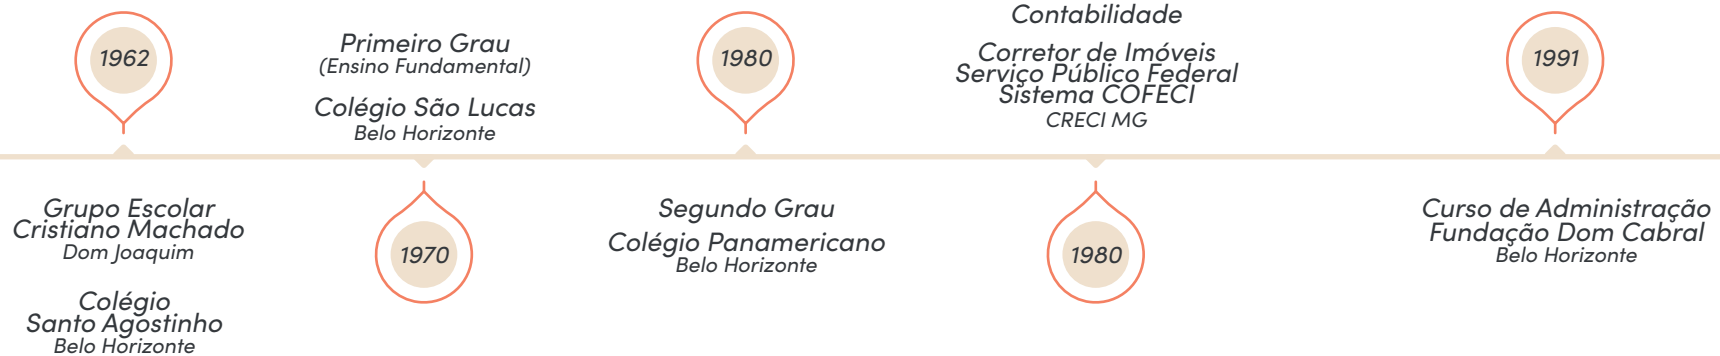 1962
Grupo Escolar
Cristiano Machado
Dom Joaquim
Colégio
Santo Agostinho
Belo Horizonte
Primeiro Grau
(Ensino Fundamental)
Colégio São Lucas
Belo Horizonte
1970
1980
Segundo Grau
Colégio Panamericano
Belo Horizonte
Contabilidade
Corretor de Imóveis
Serviço Público Federal
Sistema COFECI
CRECI MG
1980
1991
Curso de Administração
Fundação Dom Cabral
Belo Horizonte